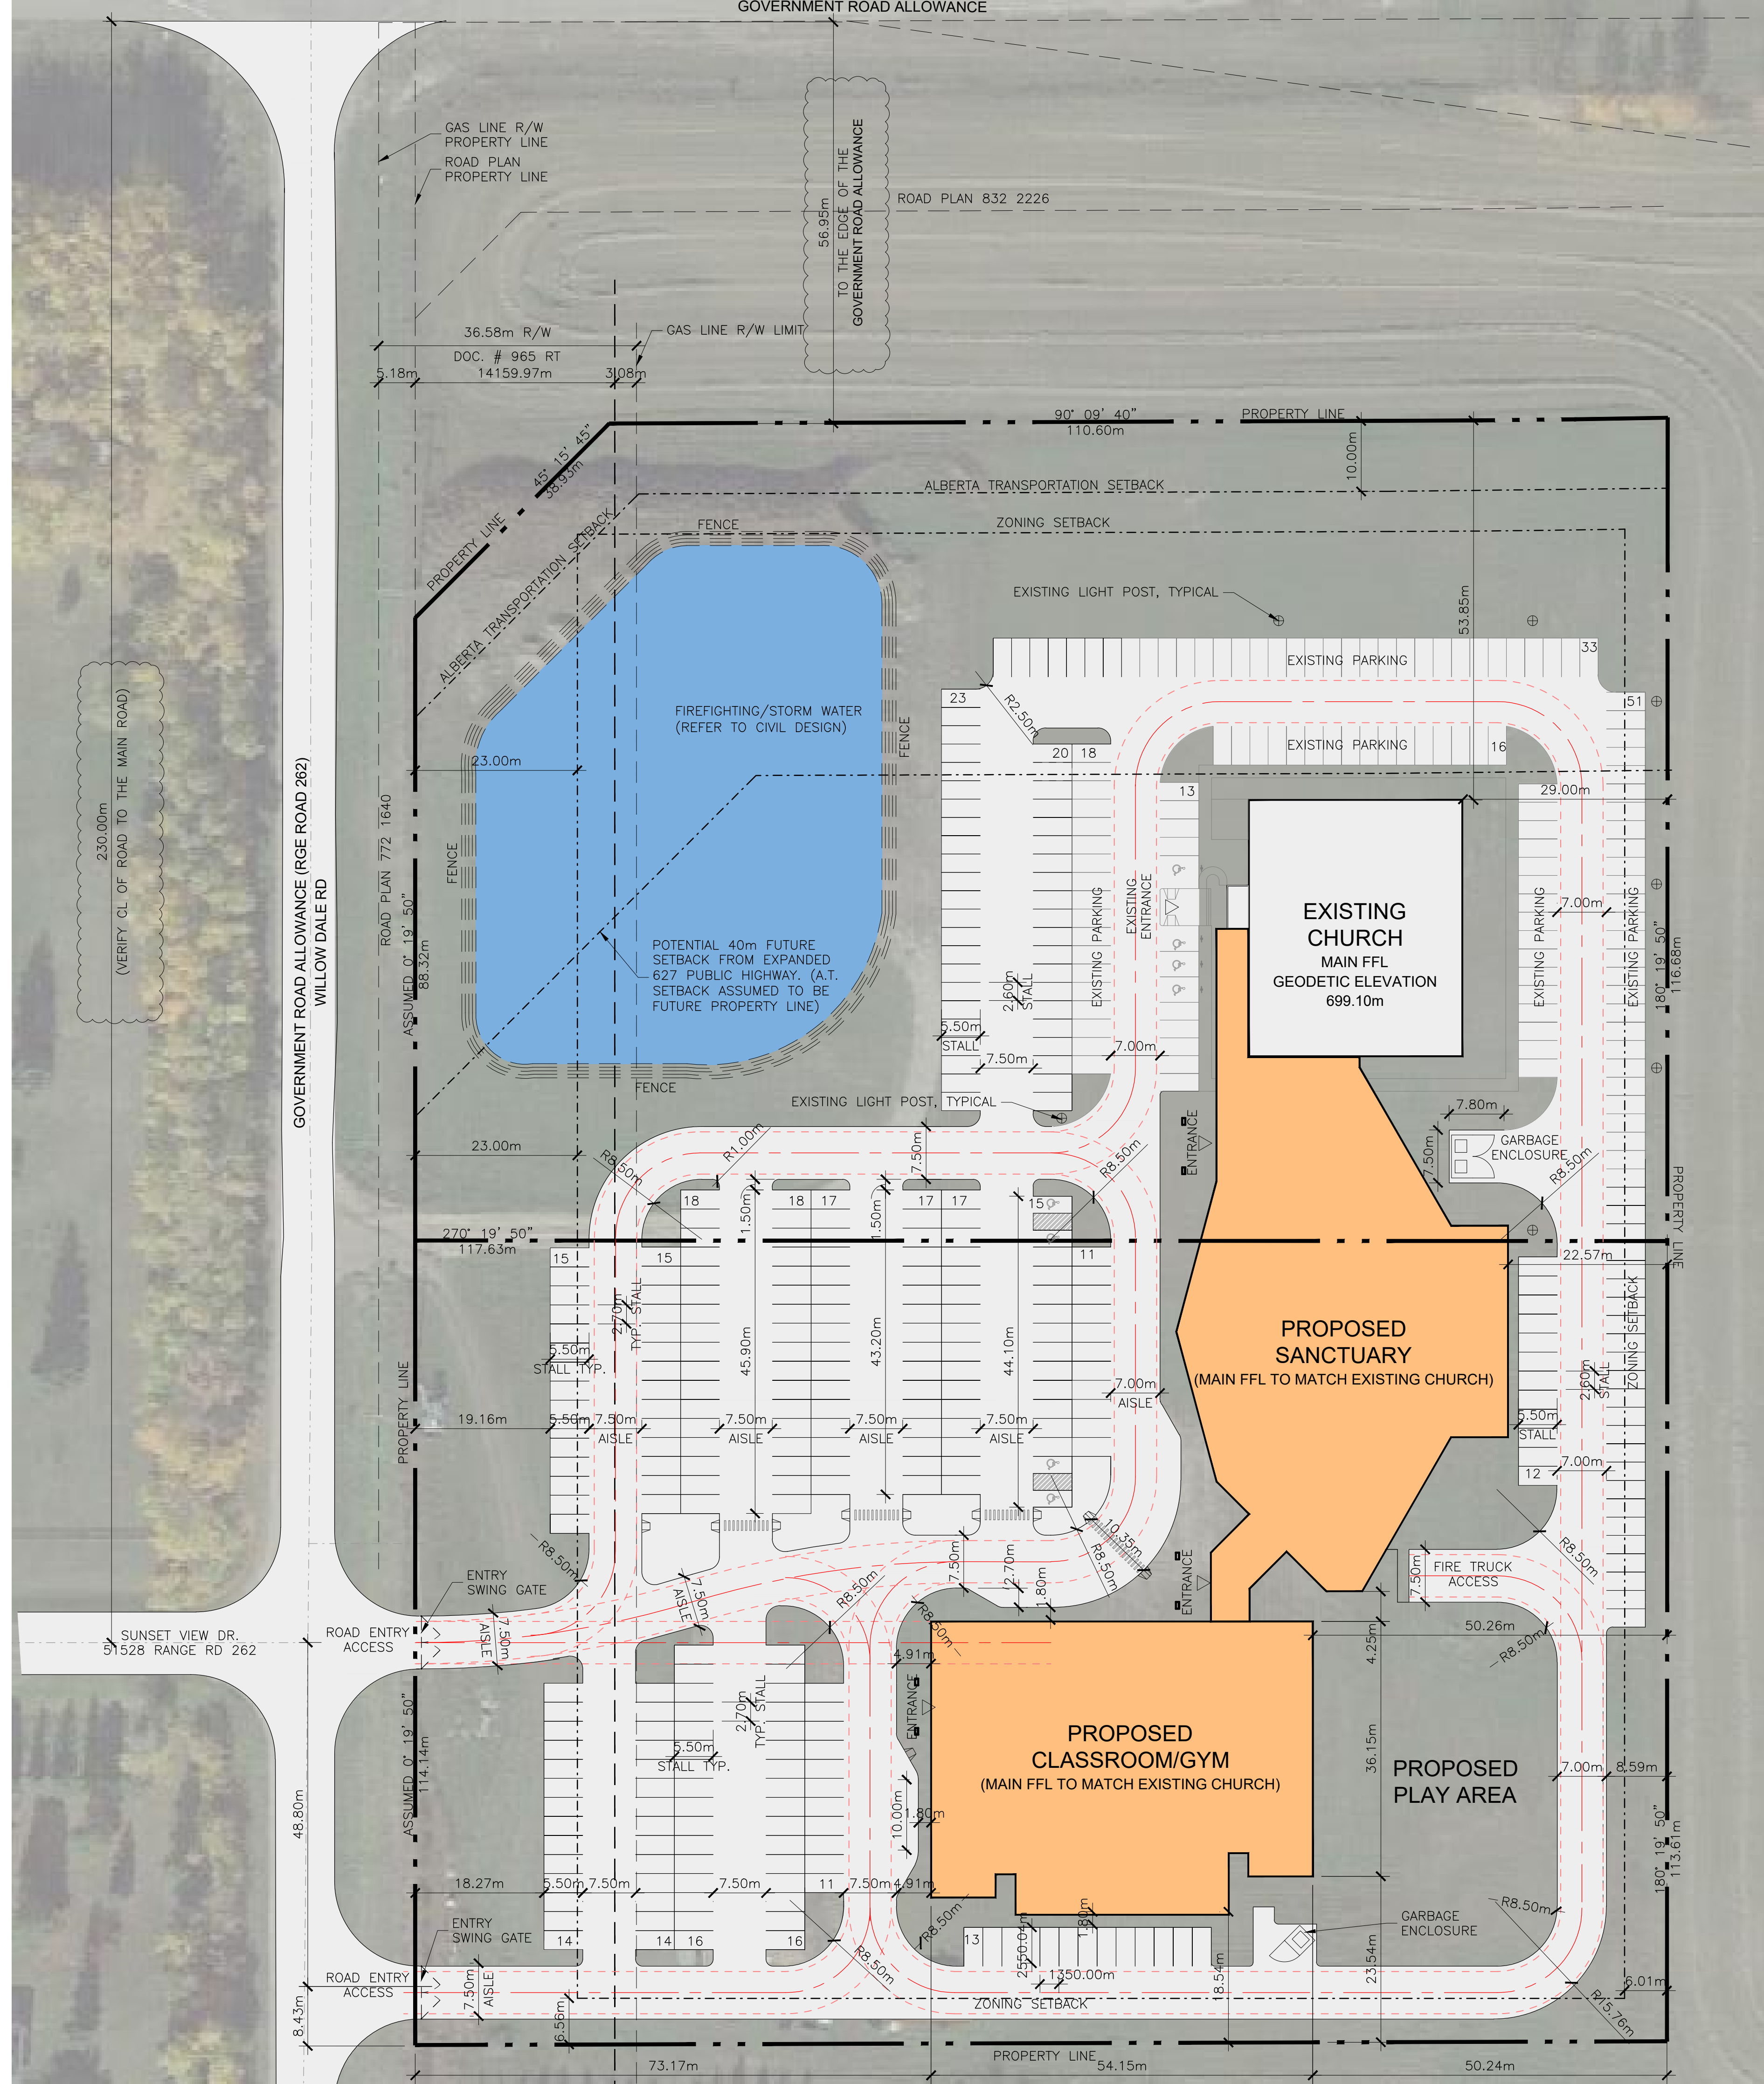 GOVERNMENT ROAD ALLOWANCE
GAS LINE R/W
PROPERTY LINE
ROAD PLAN
PROPERTY LINE
56.95m
TO THE EDGE OF THE
GOVERNMENT ROAD ALLOWANCE
ROAD PLAN 832 2226
36.58m R/W
DOC. # 965 RT
GAS LINE R/W LIMIT
5.18m
14159.97m
3.08m
90° 09' 40"
110.60m
PROPERTY LINE
10.00m
45° 15' 45"
38.93m
PROPERTY LINE
ALBERTA TRANSPORTATION SETBACK
ALBERTA TRANSPORTATION SETBACK
ZONING SETBACK
FENCE
EXISTING LIGHT POST, TYPICAL
53.85m
33
EXISTING PARKING
23
R2.50m
51
FIREFIGHTING/STORM WATER
(REFER TO CIVIL DESIGN)
FENCE
20
18
EXISTING PARKING
16
23.00m
13
29.00m
230.00m
(VERIFY CL OF ROAD TO THE MAIN ROAD)
GOVERNMENT ROAD ALLOWANCE (RGE ROAD 262)
WILLOW DALE RD
ROAD PLAN 772 1640
ASSUMED 0° 19' 50"
88.32m
FENCE
POTENTIAL 40m FUTURE
SETBACK FROM EXPANDED
627 PUBLIC HIGHWAY. (A.T.
SETBACK ASSUMED TO BE
FUTURE PROPERTY LINE)
EXISTING PARKING
EXISTING
ENTRANCE
EXISTING
CHURCH
MAIN FFL
GEODETIC ELEVATION
699.10m
EXISTING PARKING
7.00m
EXISTING PARKING
180° 19' 50"
116.68m
2.60m
STALL
5.50m
STALL
7.50m
7.00m
FENCE
EXISTING LIGHT POST, TYPICAL
ENTRANCE
7.80m
7.50m
GARBAGE
ENCLOSURE
R8.50m
23.00m
R8.50m
R1.00m
7.50m
R8.50m
PROPERTY LINE
18
1.50m
18
17
1.50m
17
17
15
270° 19' 50"
117.63m
15
15
11
22.57m
2.70m
TYP. STALL
5.50m
STALL TYP.
45.90m
43.20m
44.10m
PROPOSED
SANCTUARY
(MAIN FFL TO MATCH EXISTING CHURCH)
ZONING SETBACK
2.60m
STALL
PROPERTY LINE
7.00m
AISLE
19.16m
5.50m
7.50m
AISLE
7.50m
AISLE
7.50m
AISLE
7.50m
AISLE
5.50m
STALL
7.00m
12
10.35m
R8.50m
R8.50m
R8.50m
ENTRY
SWING GATE
7.50m
AISLE
R8.50m
7.50m
2.70m
1.80m
ENTRANCE
7.50m
FIRE TRUCK
ACCESS
SUNSET VIEW DR.
51528 RANGE RD 262
ROAD ENTRY
ACCESS
7.50m
AISLE
R8.50m
4.91m
4.25m
50.26m
R8.50m
2.70m
TYP. STALL
ENTRANCE
5.50m
STALL TYP.
PROPOSED
CLASSROOM/GYM
(MAIN FFL TO MATCH EXISTING CHURCH)
36.15m
PROPOSED
PLAY AREA
7.00m
8.59m
ASSUMED 0° 19' 50"
114.14m
48.80m
10.00m
1.80m
180° 19' 50"
113.61m
18.27m
5.50m
7.50m
7.50m
11
7.50m
4.91m
R8.50m
ENTRY
SWING GATE
14
14
16
16
R8.50m
R8.50m
13
1.80m
GARBAGE
ENCLOSURE
23.54m
ROAD ENTRY
ACCESS
7.50m
AISLE
1350.00m
18.54m
6.01m
R15.76m
8.43m
6.56m
ZONING SETBACK
PROPERTY LINE
73.17m
54.15m
50.24m